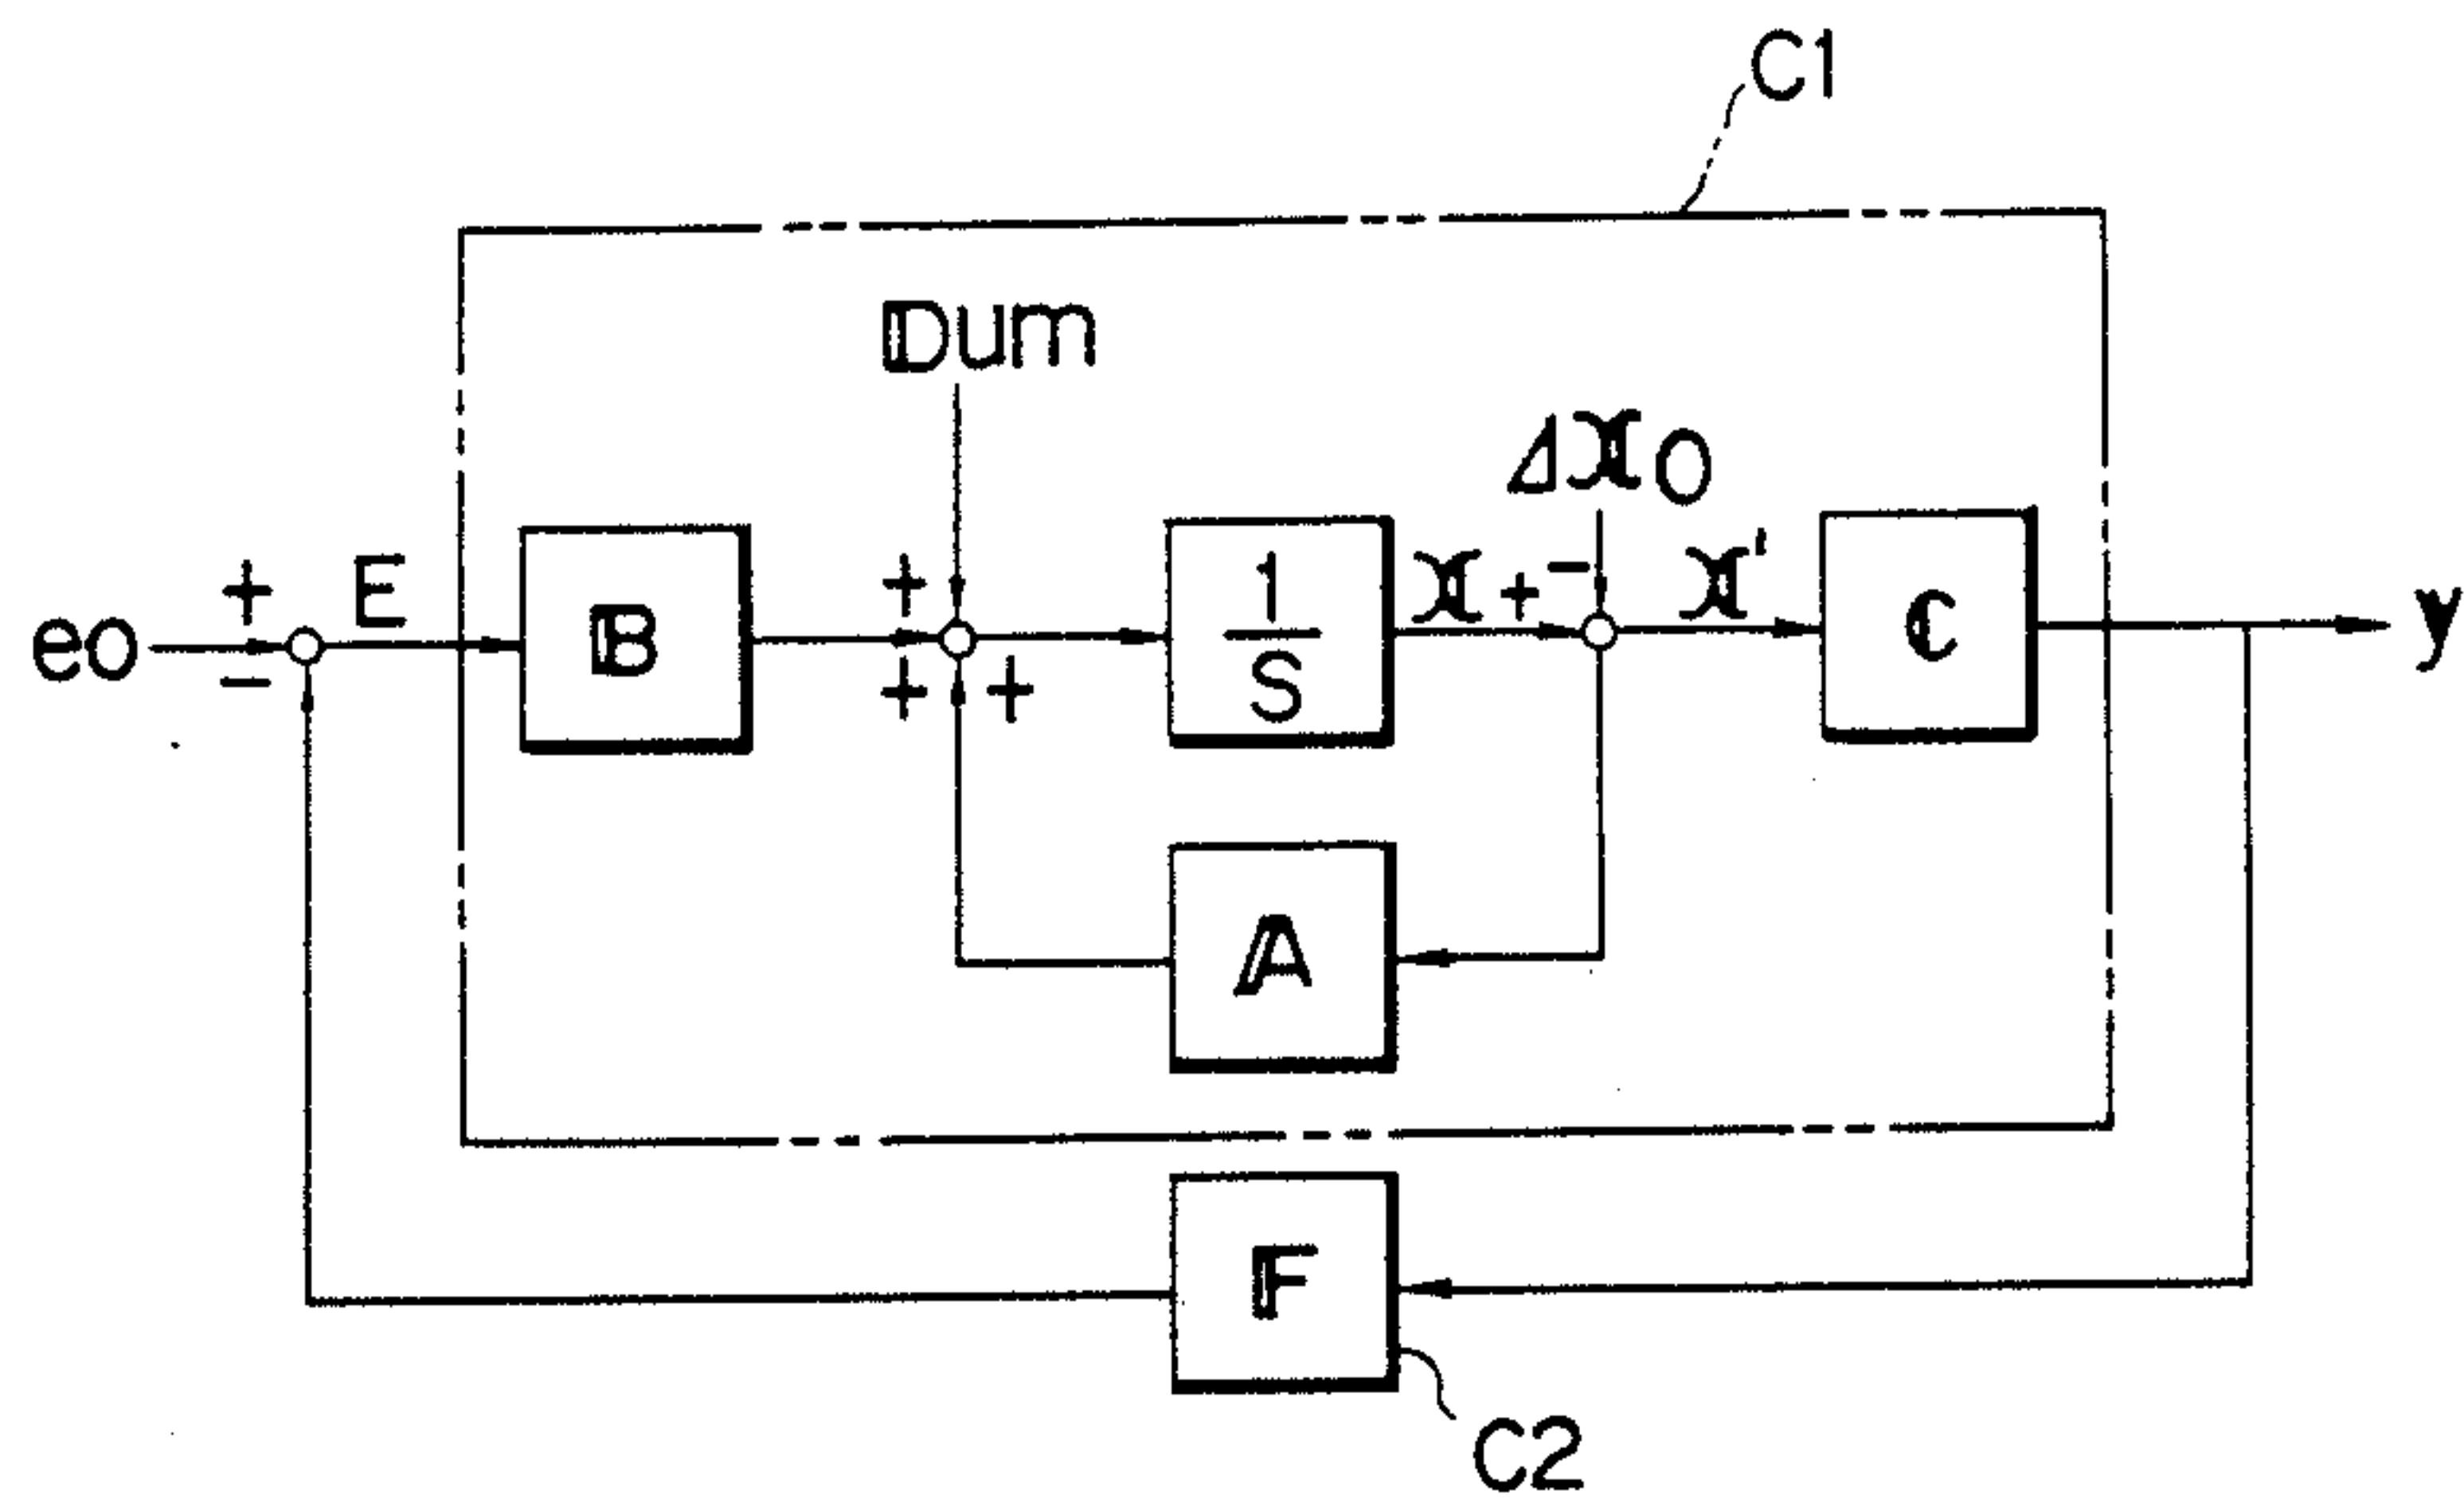 C1
Dum
Δx0
+ E + 1/S x + - x' C y
eo B
- + +
A
F
C2